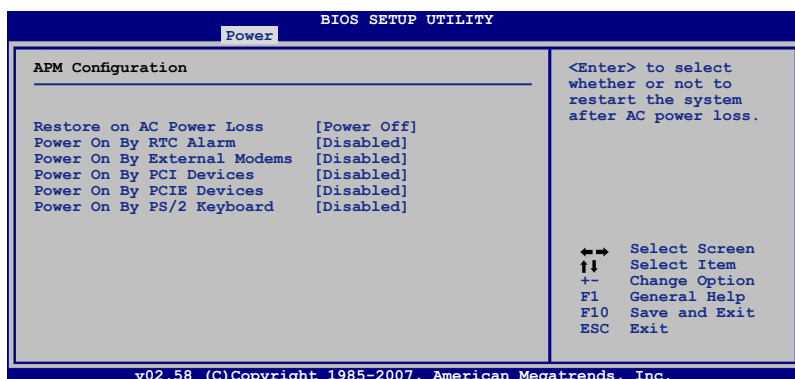 BIOS SETUP UTILITY
Power
APM Configuration
Restore on AC Power Loss [Power Off]
Power On By RTC Alarm [Disabled]
Power On By External Modems [Disabled]
Power On By PCI Devices [Disabled]
Power On By PCIE Devices [Disabled]
Power On By PS/2 Keyboard [Disabled]
<Enter> to select
whether or not to
restart the system
after AC power loss.
←→ Select Screen
↑↓ Select Item
+- Change Option
F1 General Help
F10 Save and Exit
ESC Exit
v02.58 (C)Copyright 1985-2007, American Megatrends, Inc.